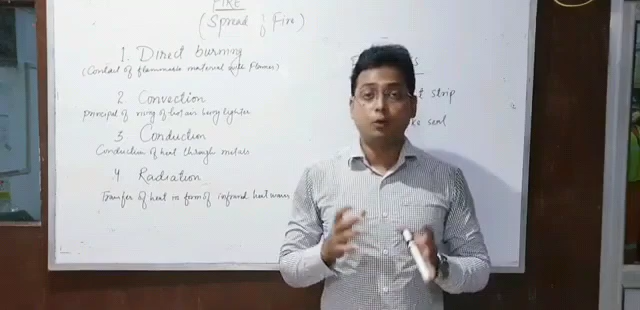 FIRE
(Spread of Fire)
1. Direct burning
(Contact of flammable material with flames)
2. Convection
principal of rising of hot air being lighter
3 Conduction
Conduction of heat through metals
4 Radiation
Transfer of heat in form of infrared heat waves
strip
seal